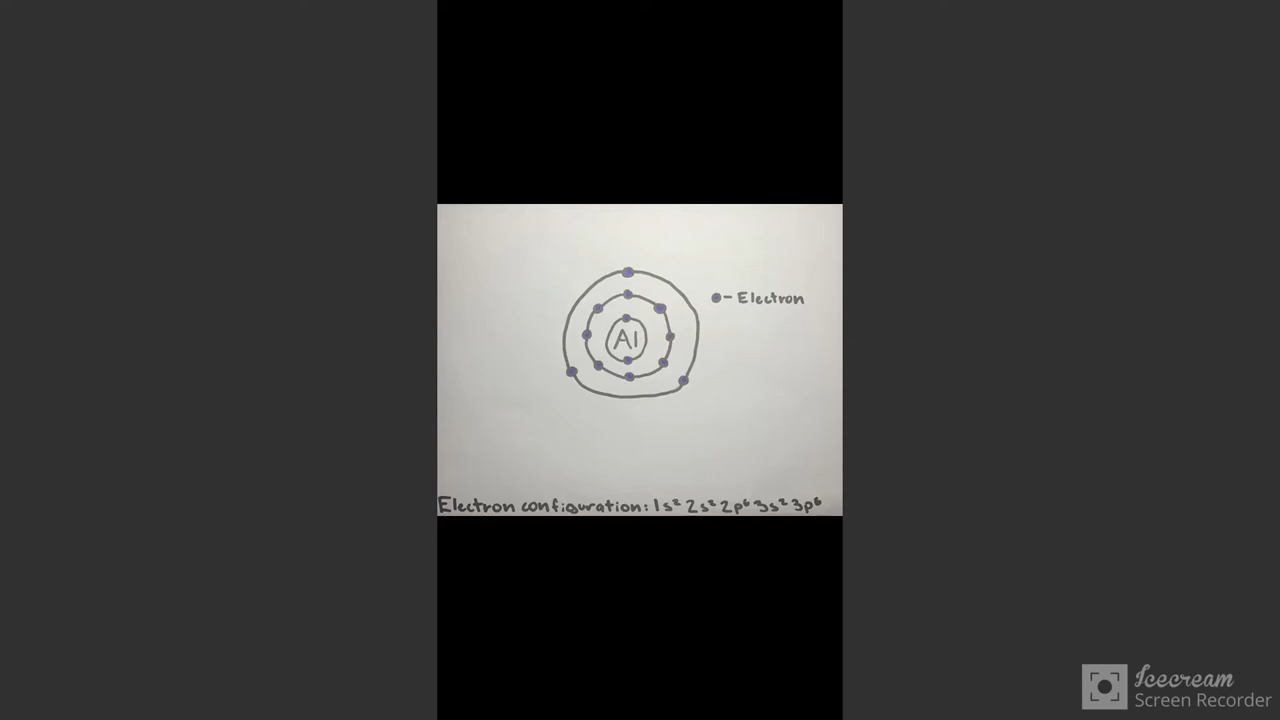 - Electron
Al
Electron configuration: 1s² 2s² 2p⁶ 3s² 3p⁶
Icecream
Screen Recorder